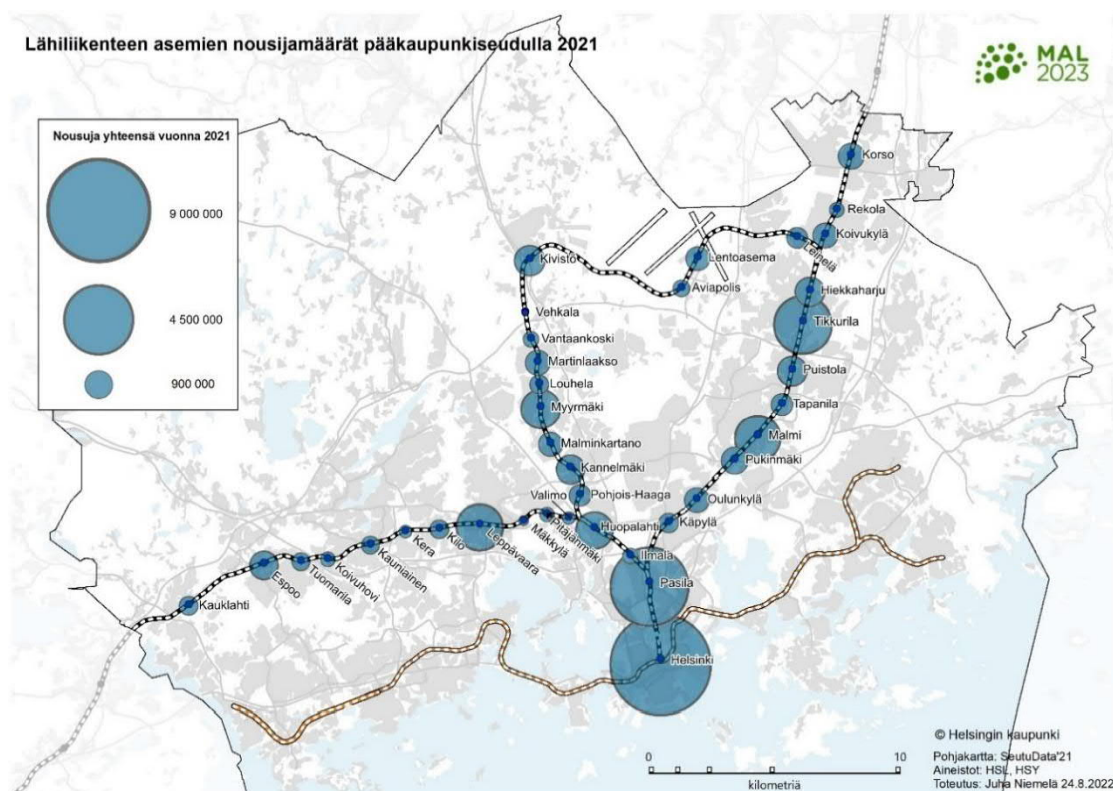 Lähiliikenteen asemien nousijamäärät pääkaupunkiseudulla 2021
MAL
2023
Nousuja yhteensä vuonna 2021
9 000 000
4 500 000
900 000
Korso
Rekola
Koivukylä
Leinelä
Lentoasema
Kivistö
Aviapolis
Hiekkaharju
Vehkala
Tikkurila
Vantaankoski
Martinlaakso
Puistola
Louhela
Myyrmäki
Tapanila
Malmi
Malminkartano
Pukinmäki
Kannelmäki
Pohjois-Haaga
Valimo
Oulunkylä
Huopalahti
Käpylä
Pitäjänmäki
Mäkkylä
Leppävaara
Kilo
Kera
Kauniainen
Koivuhovi
Tuomarila
Espoo
Kauklahti
Ilmala
Pasila
Helsinki
© Helsingin kaupunki
Pohjakartta: SeutuData'21
Aineistot: HSL, HSY
Toteutus: Juha Niemelä 24.8.2022
0 10
kilometriä